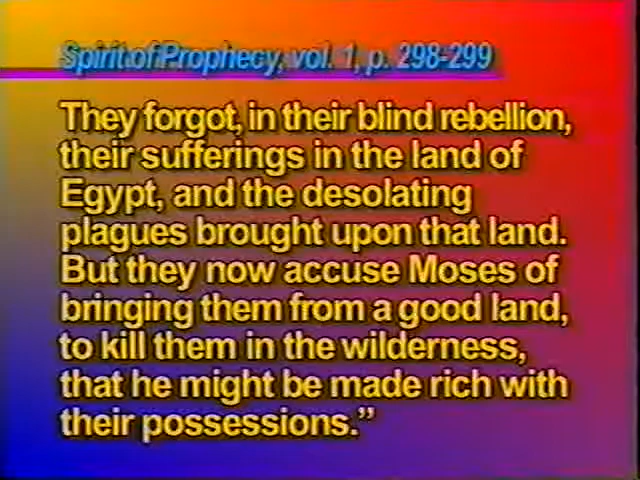 Spirit of Prophecy, vol. 1, p. 298-299
They forgot, in their blind rebellion,
their sufferings in the land of
Egypt, and the desolating
plagues brought upon that land.
But they now accuse Moses of
bringing them from a good land,
to kill them in the wilderness,
that he might be made rich with
their possessions.”